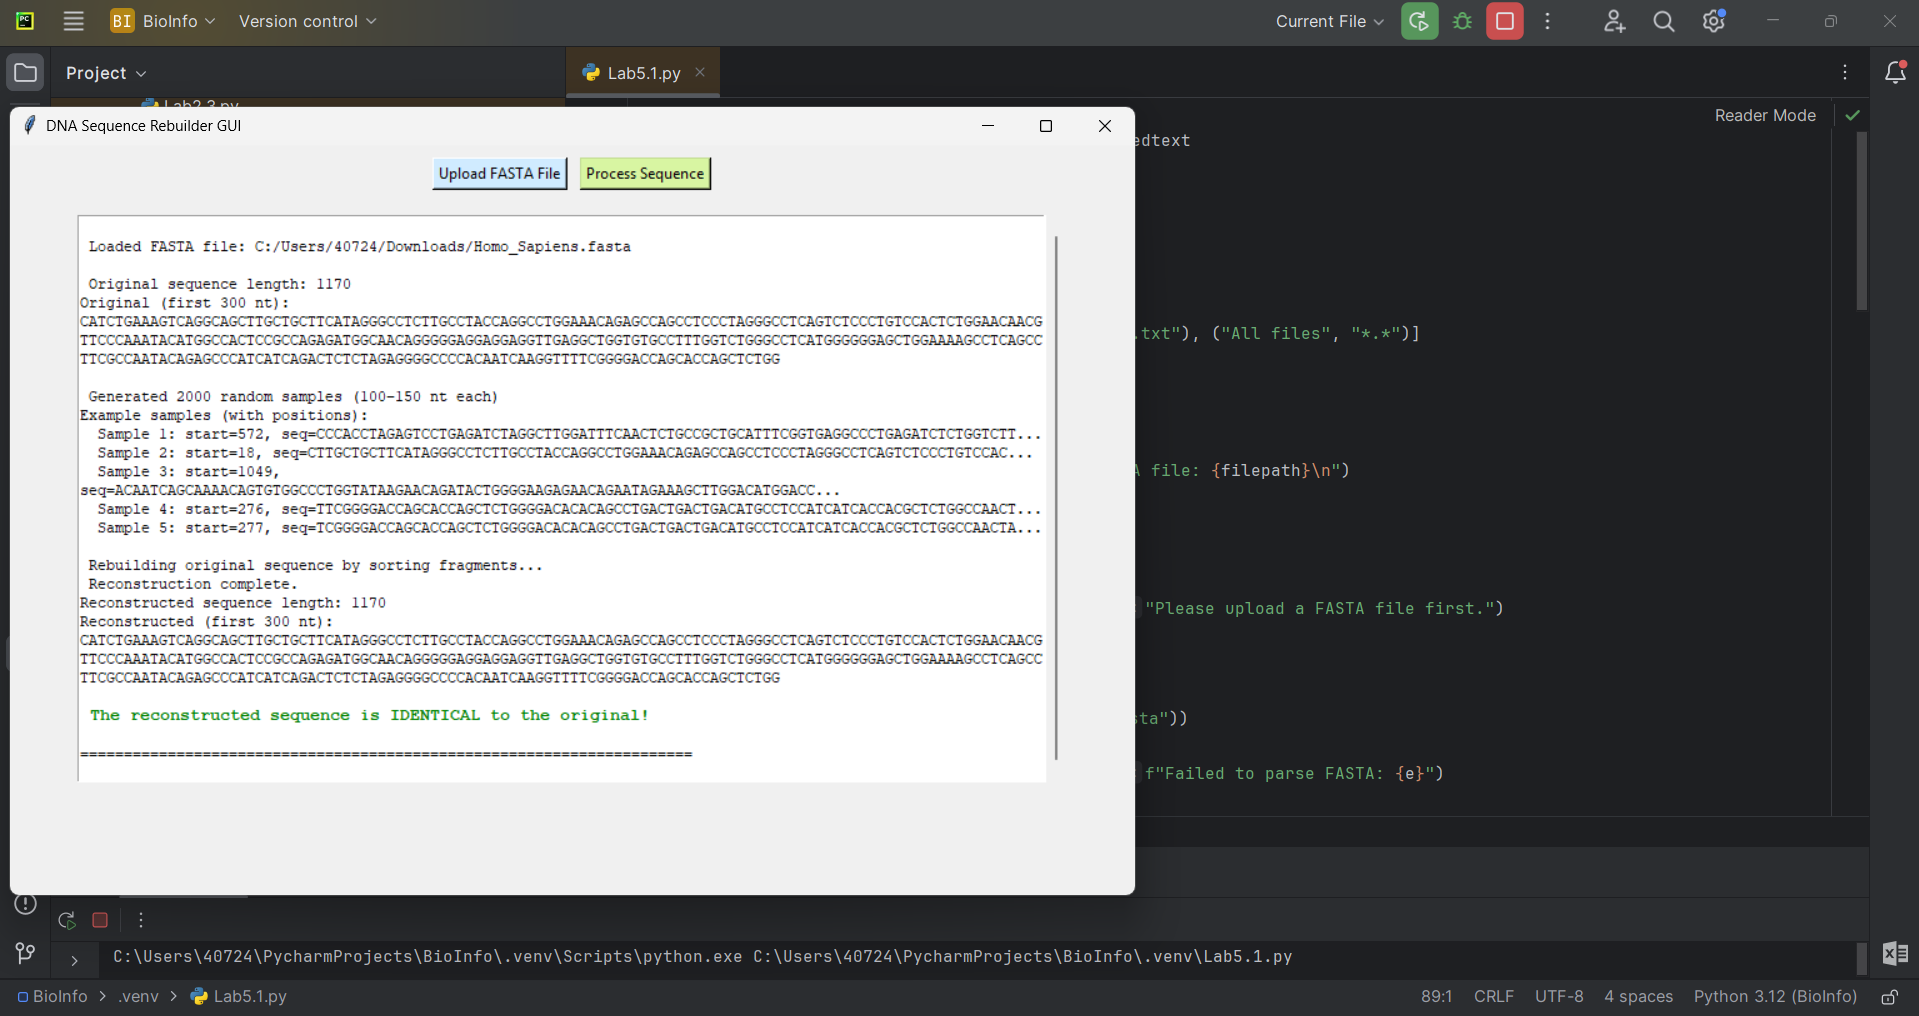 BI BioInfo Version control Current File
Project Lab5.1.py
Lab2.3.py
Reader Mode
DNA Sequence Rebuilder GUI
edtext
Upload FASTA File Process Sequence
Loaded FASTA file: C:/Users/40724/Downloads/Homo_Sapiens.fasta
Original sequence length: 1170
Original (first 300 nt):
CATCTGAAAGTCAGGCAGCTTGCTGCTTCATAGGGCCTCTTGCCTACCAGGCCTGGAAACAGAGCCAGCCTCCCTAGGGCCTCAGTCTCCCTGTCCACTCTGGAACAACG
TTCCCAAATACATGGCCACTCCGCCAGAGATGGCAACAGGGGGAGGAGGAGGTTGAGGCTGGTGTGCCTTTGGTCTGGGCCTCATGGGGGGAGCTGGAAAAGCCTCAGCC
TTCGCCAATACAGAGCCCATCATCAGACTCTCTAGAGGGGCCCCACAATCAAGGTTTTCGGGGACCAGCACCAGCTCTGG
.txt"), ("All files", "*.*")]
Generated 2000 random samples (100-150 nt each)
Example samples (with positions):
Sample 1: start=572, seq=CCCACCTAGAGTCCTGAGATCTAGGCTTGGATTTCAACTCTGCCGCTGCATTTCGGTGAGGCCCTGAGATCTCTGGTCTT...
Sample 2: start=18, seq=CTTGCTGCTTCATAGGGCCTCTTGCCTACCAGGCCTGGAAACAGAGCCAGCCTCCCTAGGGCCTCAGTCTCCCTGTCCAC...
Sample 3: start=1049,
seq=ACAATCAGCAAAACAGTGTGGCCCTGGTATAAGAACAGATACTGGGGAAGAGAACAGAATAGAAAGCTTGGACATGGACC...
A file: {filepath}\n")
Sample 4: start=276, seq=TTCGGGGACCAGCACCAGCTCTGGGGACACACAGCCTGACTGACTGACATGCCTCCATCATCACCACGCTCTGGCCAACT...
Sample 5: start=277, seq=TCGGGGACCAGCACCAGCTCTGGGGACACACAGCCTGACTGACTGACATGCCTCCATCATCACCACGCTCTGGCCAACTA...
Rebuilding original sequence by sorting fragments...
Reconstruction complete.
Reconstructed sequence length: 1170
Reconstructed (first 300 nt):
"Please upload a FASTA file first.")
CATCTGAAAGTCAGGCAGCTTGCTGCTTCATAGGGCCTCTTGCCTACCAGGCCTGGAAACAGAGCCAGCCTCCCTAGGGCCTCAGTCTCCCTGTCCACTCTGGAACAACG
TTCCCAAATACATGGCCACTCCGCCAGAGATGGCAACAGGGGGAGGAGGAGGTTGAGGCTGGTGTGCCTTTGGTCTGGGCCTCATGGGGGGAGCTGGAAAAGCCTCAGCC
TTCGCCAATACAGAGCCCATCATCAGACTCTCTAGAGGGGCCCCACAATCAAGGTTTTCGGGGACCAGCACCAGCTCTGG
The reconstructed sequence is IDENTICAL to the original!
sta"))
======================================================================
f"Failed to parse FASTA: {e}")
C:\Users\40724\PycharmProjects\BioInfo\.venv\Scripts\python.exe C:\Users\40724\PycharmProjects\BioInfo\.venv\Lab5.1.py
BioInfo > .venv > Lab5.1.py 89:1 CRLF UTF-8 4 spaces Python 3.12 (BioInfo)